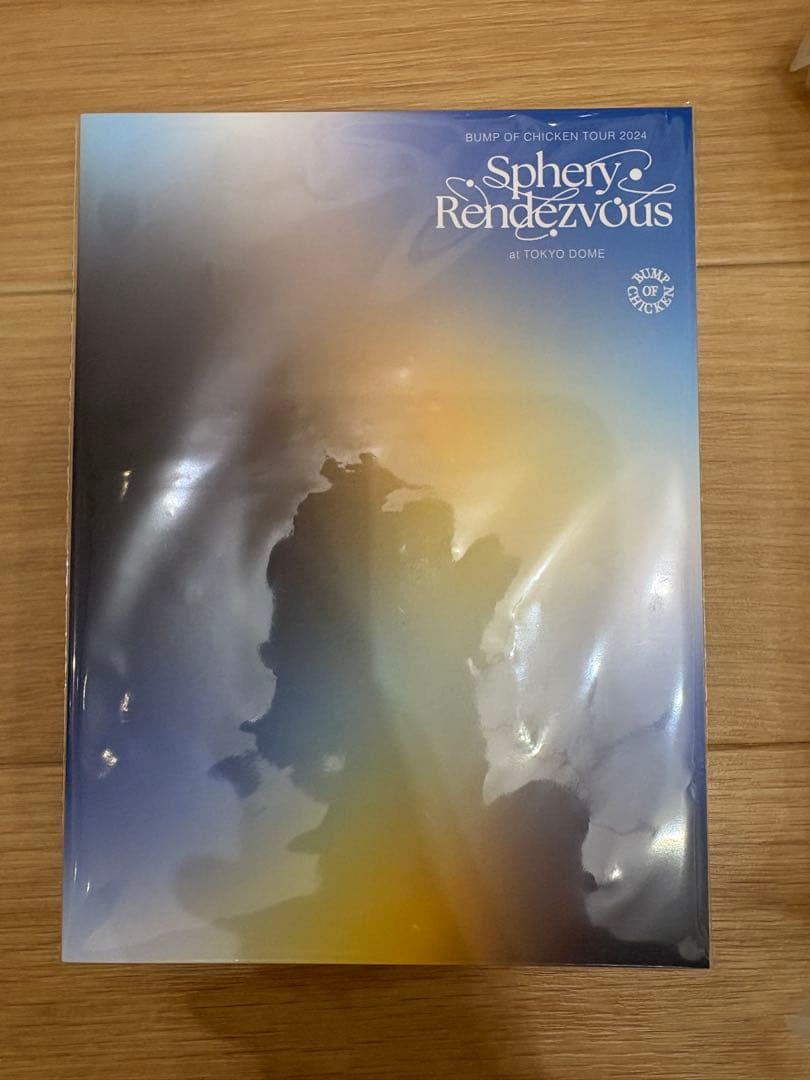 BUMP OF CHICKEN TOUR 2024
Sphery
Rendezvous
at TOKYO DOME
BUMP
OF
CHICKEN